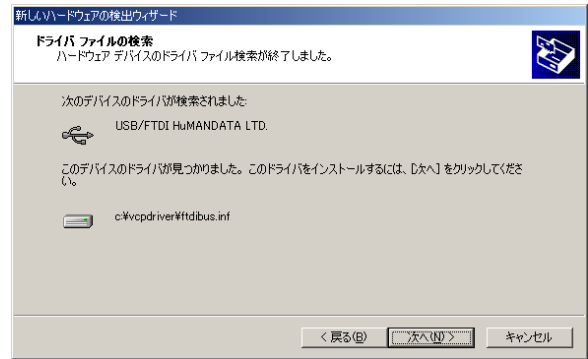 新しいハードウェアの検出ウィザード
ドライバ ファイルの検索
ハードウェア デバイスのドライバ ファイル検索が終了しました。
次のデバイスのドライバが検索されました:
USB/FTDI HuMANDATA LTD.
このデバイスのドライバが見つかりました。このドライバをインストールするには、[次へ] をクリックしてくださ
い。
c:¥vcpdriver¥ftdibus.inf
< 戻る(B)
次へ(N) >
キャンセル